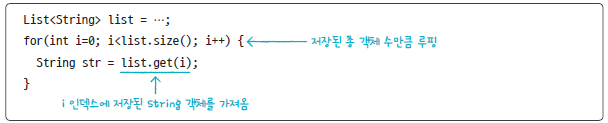 List<String> list = …;
for(int i=0; i<list.size(); i++) { 저장된 총 객체 수만큼 루핑
String str = list.get(i);
}
i 인덱스에 저장된 String 객체를 가져옴